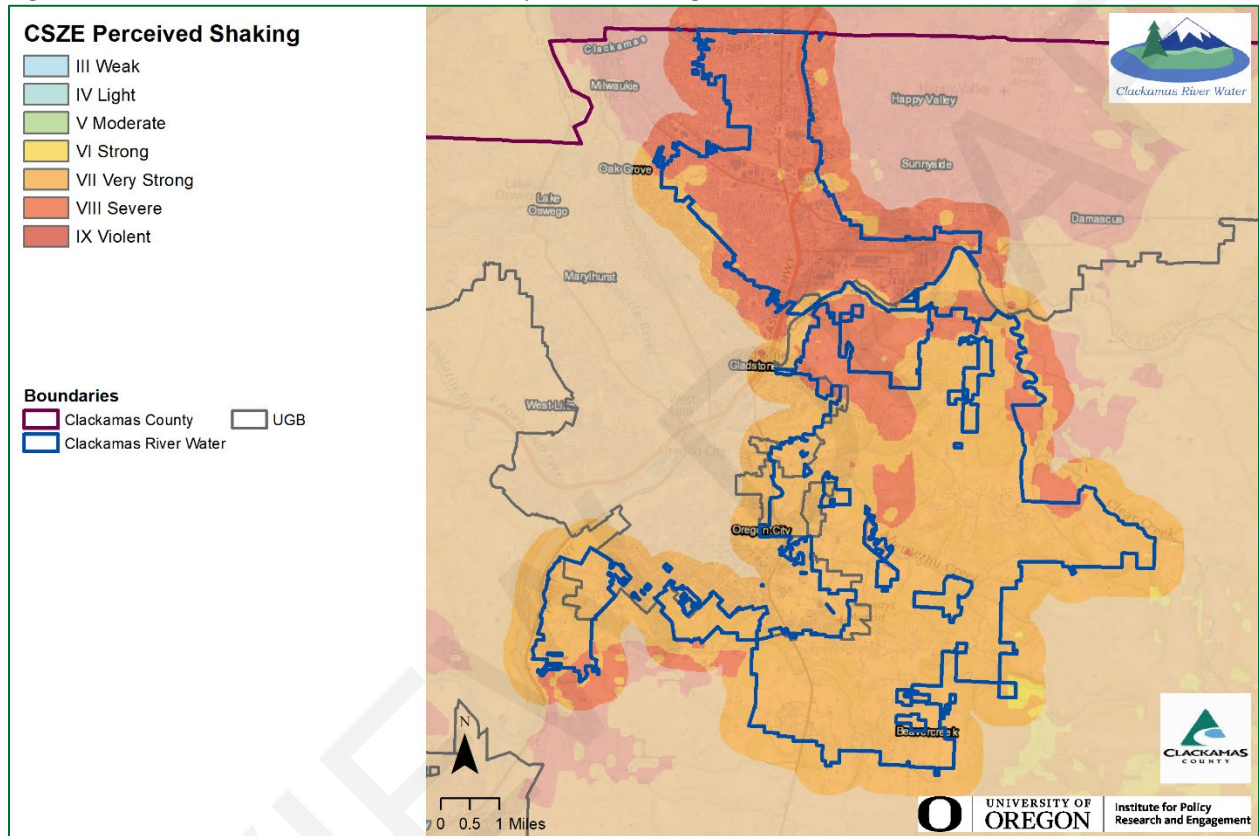 CSZE Perceived Shaking
III Weak
IV Light
V Moderate
VI Strong
VII Very Strong
VIII Severe
IX Violent
Boundaries
Clackamas County
UGB
Clackamas River Water
Clackamas
Milwaukie
Happy Valley
Oak Grove
Sunnyside
Lake
Oswego
Damascus
Marylhurst
Gladstone
West Li...
Oregon City
Clear Creek
Beavercreek
N
0 0.5 1 Miles
Clackamas River Water
CLACKAMAS
COUNTY
O
UNIVERSITY OF
OREGON
Institute for Policy
Research and Engagement